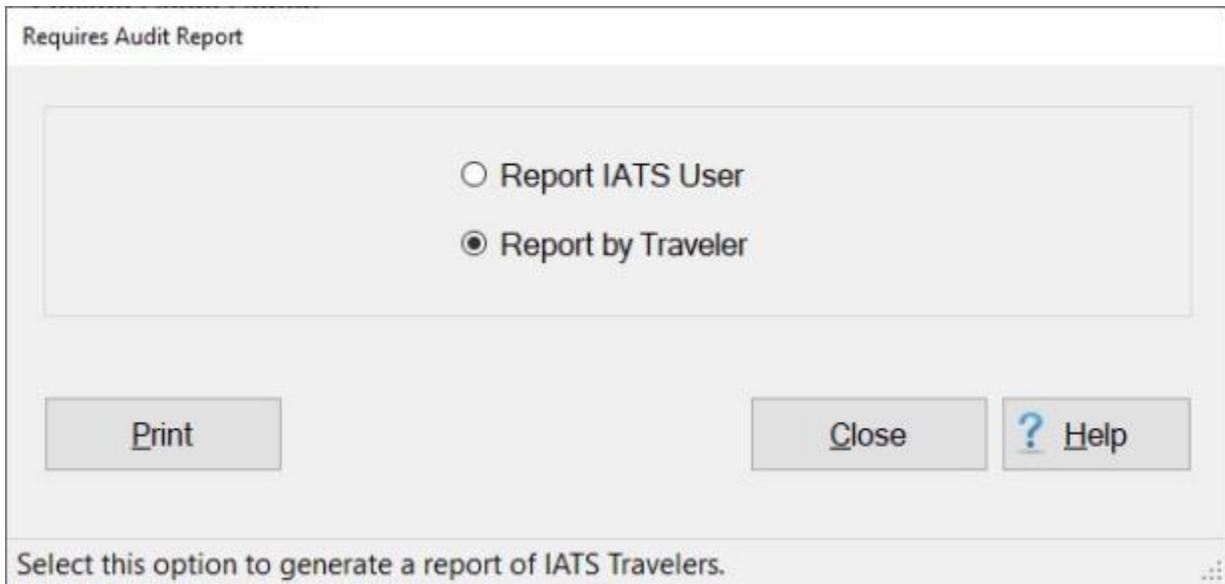 Requires Audit Report
Report IATS User
Report by Traveler
Print
Close
? Help
Select this option to generate a report of IATS Travelers.